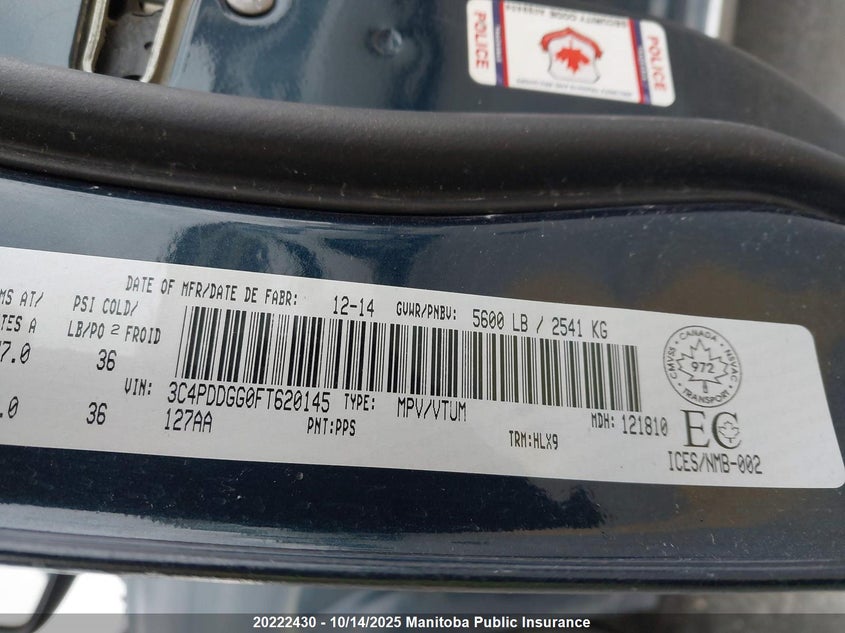 POLICE
POLICE
DATE OF MFR/DATE DE FABR: 12-14 GVWR/PNBV: 5600 LB / 2541 KG
MS AT/ PSI COLD/
TES A LB/PO 2 FROID
7.0 36
.0 36
VIN: 3C4PDDGG0FT620145 TYPE: MPV/VTUM MDH: 121810
127AA PNT:PPS TRM:HLX9
CANADA
CMVSS NSVAC
972
8
TRANSPORT
EC
ICES/NMB-002
20222430 - 10/14/2025 Manitoba Public Insurance